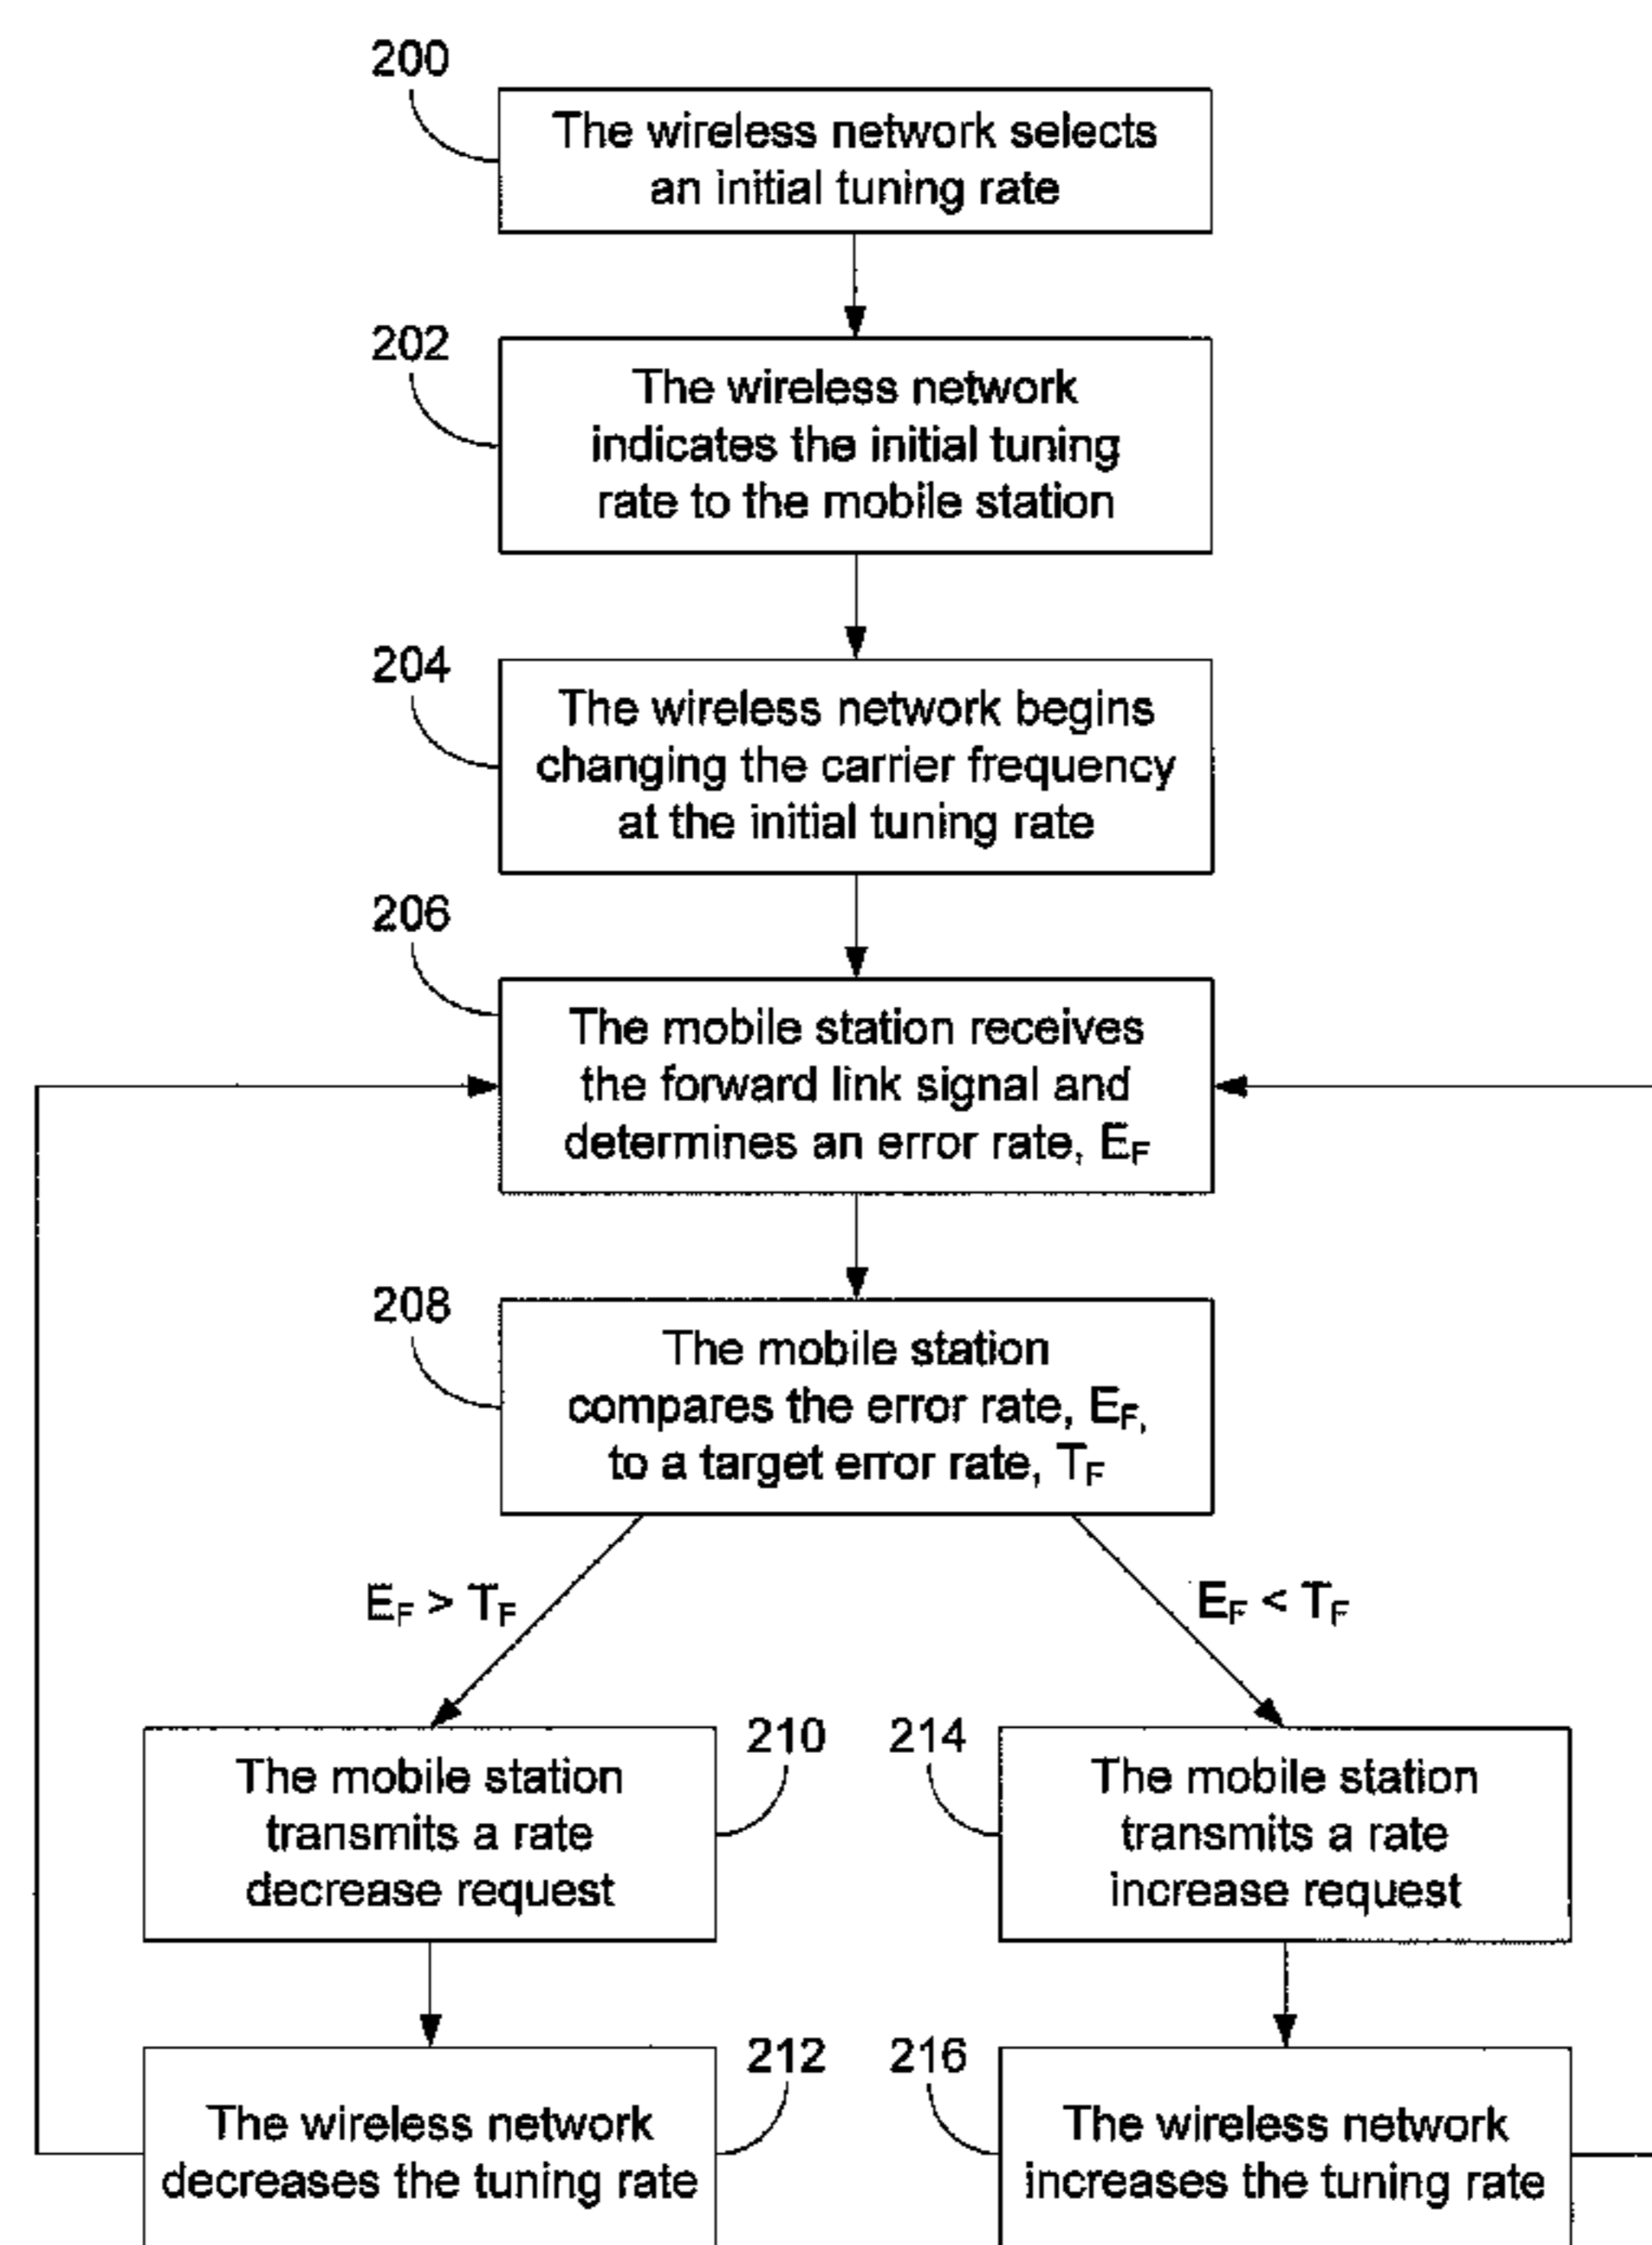 200
The wireless network selects
an initial tuning rate
202
The wireless network
indicates the initial tuning
rate to the mobile station
204
The wireless network begins
changing the carrier frequency
at the initial tuning rate
206
The mobile station receives
the forward link signal and
determines an error rate, EF
208
The mobile station
compares the error rate, EF,
to a target error rate, TF
EF > TF
EF < TF
210
The mobile station
transmits a rate
decrease request
214
The mobile station
transmits a rate
increase request
212
The wireless network
decreases the tuning rate
216
The wireless network
increases the tuning rate